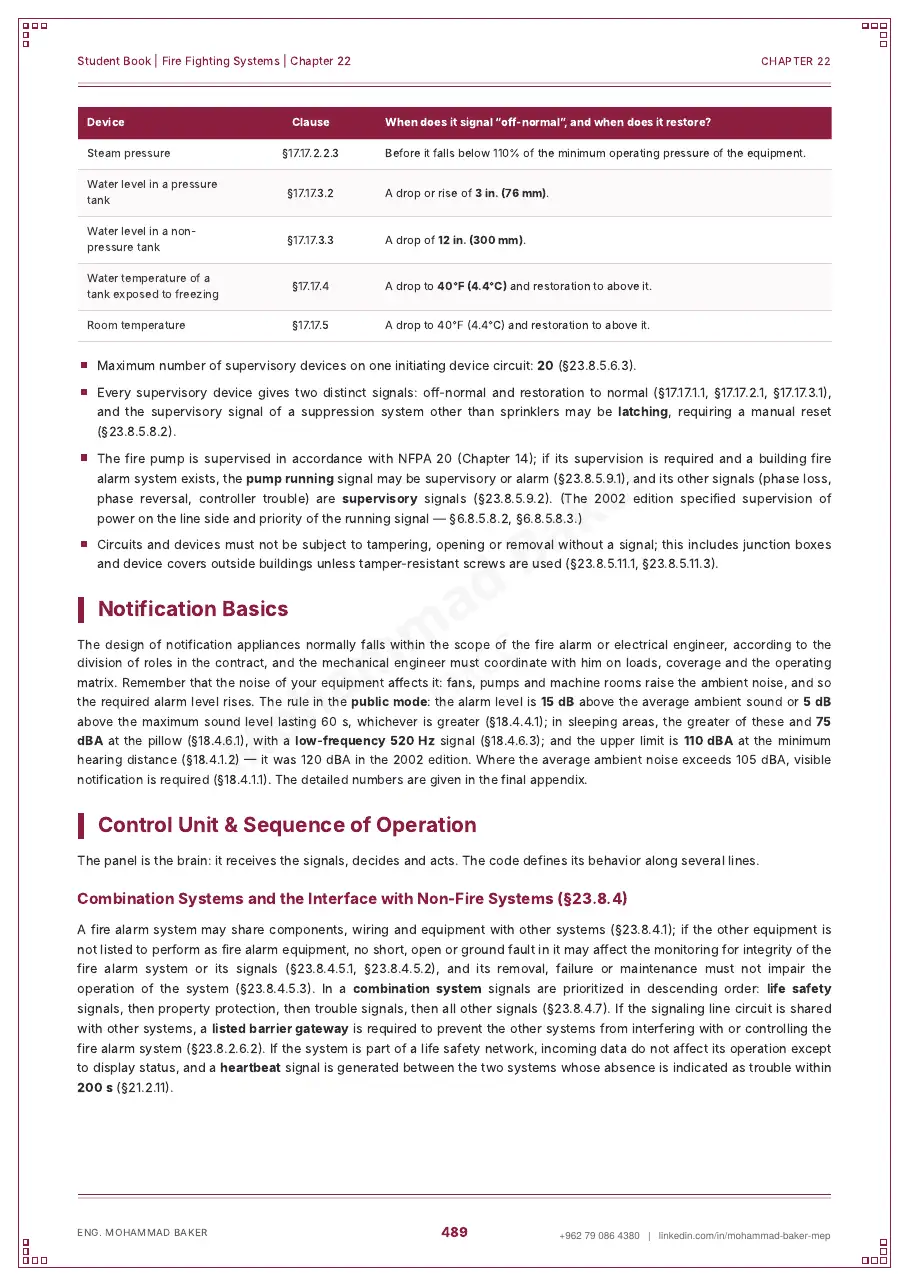 Student Book | Fire Fighting Systems | Chapter 22
CHAPTER 22
Device Clause When does it signal “off-normal”, and when does it restore?
Steam pressure §17.17.2.2.3 Before it falls below 110% of the minimum operating pressure of the equipment.
Water level in a pressure
tank §17.17.3.2 A drop or rise of 3 in. (76 mm).
Water level in a non-
pressure tank §17.17.3.3 A drop of 12 in. (300 mm).
Water temperature of a
tank exposed to freezing §17.17.4 A drop to 40°F (4.4°C) and restoration to above it.
Room temperature §17.17.5 A drop to 40°F (4.4°C) and restoration to above it.
Maximum number of supervisory devices on one initiating device circuit: 20 (§23.8.5.6.3).
Every supervisory device gives two distinct signals: off-normal and restoration to normal (§17.17.1.1, §17.17.2.1, §17.17.3.1),
and the supervisory signal of a suppression system other than sprinklers may be latching, requiring a manual reset
(§23.8.5.8.2).
The fire pump is supervised in accordance with NFPA 20 (Chapter 14); if its supervision is required and a building fire
alarm system exists, the pump running signal may be supervisory or alarm (§23.8.5.9.1), and its other signals (phase loss,
phase reversal, controller trouble) are supervisory signals (§23.8.5.9.2). (The 2002 edition specified supervision of
power on the line side and priority of the running signal — §6.8.5.8.2, §6.8.5.8.3.)
Circuits and devices must not be subject to tampering, opening or removal without a signal; this includes junction boxes
and device covers outside buildings unless tamper-resistant screws are used (§23.8.5.11.1, §23.8.5.11.3).
Notification Basics
The design of notification appliances normally falls within the scope of the fire alarm or electrical engineer, according to the
division of roles in the contract, and the mechanical engineer must coordinate with him on loads, coverage and the operating
matrix. Remember that the noise of your equipment affects it: fans, pumps and machine rooms raise the ambient noise, and so
the required alarm level rises. The rule in the public mode: the alarm level is 15 dB above the average ambient sound or 5 dB
above the maximum sound level lasting 60 s, whichever is greater (§18.4.4.1); in sleeping areas, the greater of these and 75
dBA at the pillow (§18.4.6.1), with a low-frequency 520 Hz signal (§18.4.6.3); and the upper limit is 110 dBA at the minimum
hearing distance (§18.4.1.2) — it was 120 dBA in the 2002 edition. Where the average ambient noise exceeds 105 dBA, visible
notification is required (§18.4.1.1). The detailed numbers are given in the final appendix.
Control Unit & Sequence of Operation
The panel is the brain: it receives the signals, decides and acts. The code defines its behavior along several lines.
Combination Systems and the Interface with Non-Fire Systems (§23.8.4)
A fire alarm system may share components, wiring and equipment with other systems (§23.8.4.1); if the other equipment is
not listed to perform as fire alarm equipment, no short, open or ground fault in it may affect the monitoring for integrity of the
fire alarm system or its signals (§23.8.4.5.1, §23.8.4.5.2), and its removal, failure or maintenance must not impair the
operation of the system (§23.8.4.5.3). In a combination system signals are prioritized in descending order: life safety
signals, then property protection, then trouble signals, then all other signals (§23.8.4.7). If the signaling line circuit is shared
with other systems, a listed barrier gateway is required to prevent the other systems from interfering with or controlling the
fire alarm system (§23.8.2.6.2). If the system is part of a life safety network, incoming data do not affect its operation except
to display status, and a heartbeat signal is generated between the two systems whose absence is indicated as trouble within
200 s (§21.2.11).
ENG. MOHAMMAD BAKER
489
+962 79 086 4380 | linkedin.com/in/mohammad-baker-mep